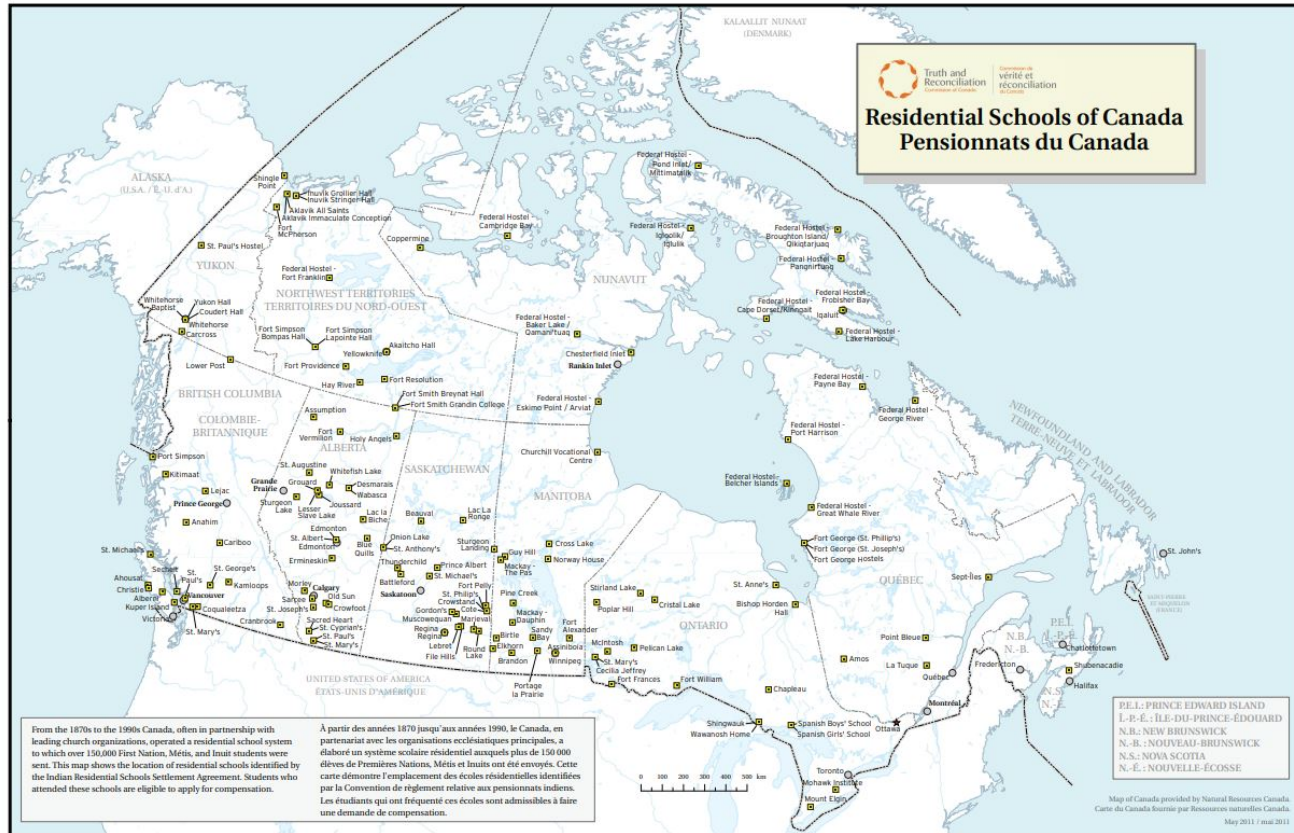 KALAALLIT NUNAAT
(DENMARK)
Truth and
Reconciliation
Commission of Canada
Commission de
vérité et
réconciliation
du Canada
Residential Schools of Canada
Pensionnats du Canada
ALASKA
(U.S.A. / É.-U. d'A.)
Shingle
Point
Inuvik Grollier Hall
Inuvik Stringer Hall
Aklavik All Saints
Aklavik Immaculate Conception
Fort
McPherson
Federal Hostel -
Pond Inlet/
Mittimatalik
Federal Hostel -
Cambridge Bay
Federal Hostel -
Igloolik/
Iglulik
Federal Hostel -
Broughton Island/
Qikiqtarjuaq
Federal Hostel -
Pangnirtung
Coppermine
St. Paul's Hostel
YUKON
Federal Hostel -
Fort Franklin
NUNAVUT
NORTHWEST TERRITORIES
TERRITOIRES DU NORD-OUEST
Federal Hostel -
Frobisher Bay
Federal Hostel -
Cape Dorset/Kinngait
Iqaluit
Federal Hostel -
Lake Harbour
Whitehorse
Baptist
Yukon Hall
Coudert Hall
Whitehorse
Carcross
Fort Simpson
Bompas Hall
Fort Simpson
Lapointe Hall
Akaitcho Hall
Yellowknife
Federal Hostel -
Baker Lake /
Qamani'tuaq
Chesterfield Inlet
Rankin Inlet
Lower Post
Fort Providence
Hay River
Fort Resolution
Fort Smith Breynat Hall
Fort Smith Grandin College
Federal Hostel -
Eskimo Point / Arviat
Federal Hostel -
Payne Bay
Federal Hostel -
George River
BRITISH COLUMBIA
COLOMBIE-
BRITANNIQUE
Assumption
Fort
Vermilion
Holy Angels
ALBERTA
SASKATCHEWAN
MANITOBA
Churchill Vocational
Centre
Federal Hostel -
Port Harrison
NEWFOUNDLAND AND LABRADOR
TERRE-NEUVE ET
LABRADOR
Port Simpson
Kitimaat
Lejac
Prince George
Grande
Prairie
St. Augustine
Grouard
Whitefish Lake
Desmarais
Wabasca
Sturgeon
Lake
Lesser
Slave Lake
Joussard
Federal Hostel -
Belcher Islands
Federal Hostel -
Great Whale River
Anahim
Cariboo
Lac la
Biche
Beauval
Lac La
Ronge
Edmonton
St. Albert
Edmonton
Blue
Quills
Onion Lake
St. Anthony's
Ermineskin
Thunderchild
Battleford
Prince Albert
St. Michael's
Saskatoon
Sturgeon
Landing
Guy Hill
Mackay -
The Pas
Cross Lake
Norway House
Fort George (St. Phillip's)
Fort George (St. Joseph's)
Fort George Hostels
QUÉBEC
Sept-Îles
St. John's
SAINT-PIERRE
ET MIQUELON
(FRANCE)
St. Michael's
Sechelt
St.
Paul's
St. George's
Kamloops
Ahousat
Christie
Alberni
Kuper Island
Vancouver
Coqualeetza
Victoria
St. Mary's
Cranbrook
Morley
Calgary
Sarcee
Old Sun
St. Joseph's
Crowfoot
Sacred Heart
St. Cyprian's
St. Paul's
St. Mary's
Fort Pelly
St. Philip's
Crowstand
Gordon's
Cote
Muscowequan
Marieval
Regina
Regina
Lebret
File Hills
Round
Lake
Pine Creek
Mackay -
Dauphin
Birtle
Elkhorn
Brandon
Sandy
Bay
Fort
Alexander
Assiniboia
Winnipeg
Portage
la Prairie
Stirland Lake
Poplar Hill
Cristal Lake
St. Anne's
Bishop Horden
Hall
ONTARIO
McIntosh
Pelican Lake
St. Mary's
Cecilia Jeffrey
Fort Frances
Fort William
Chapleau
Amos
Point Bleue
La Tuque
Québec
Montréal
Ottawa
N.B.
N.-B.
Fredericton
P.E.I.
Î.-P.-É.
Charlottetown
Shubenacadie
Halifax
N.S.
N.-É.
Shingwauk
Wawanosh Home
Spanish Boys' School
Spanish Girls' School
Toronto
Mohawk Institute
Mount Elgin
UNITED STATES OF AMERICA
ÉTATS-UNIS D'AMÉRIQUE
0 100 200 300 400 500
km
From the 1870s to the 1990s Canada, often in partnership with
leading church organizations, operated a residential school system
to which over 150,000 First Nation, Métis, and Inuit students were
sent. This map shows the location of residential schools identified by
the Indian Residential Schools Settlement Agreement. Students who
attended these schools are eligible to apply for compensation.
À partir des années 1870 jusqu'aux années 1990, le Canada, en
partenariat avec les organisations ecclésiastiques principales, a
élaboré un système scolaire résidentiel auxquels plus de 150 000
élèves de Premières Nations, Métis et Inuits ont été envoyés. Cette
carte démontre l'emplacement des écoles résidentielles identifiées
par la Convention de règlement relative aux pensionnats indiens.
Les étudiants qui ont fréquenté ces écoles sont admissibles à faire
une demande de compensation.
P.E.I.: PRINCE EDWARD ISLAND
Î.-P.-É. : ÎLE-DU-PRINCE-ÉDOUARD
N.B.: NEW BRUNSWICK
N.-B. : NOUVEAU-BRUNSWICK
N.S.: NOVA SCOTIA
N.-É. : NOUVELLE-ÉCOSSE
Map of Canada provided by Natural Resources Canada.
Carte du Canada fournie par Ressources naturelles Canada.
May 2011 / mai 2011